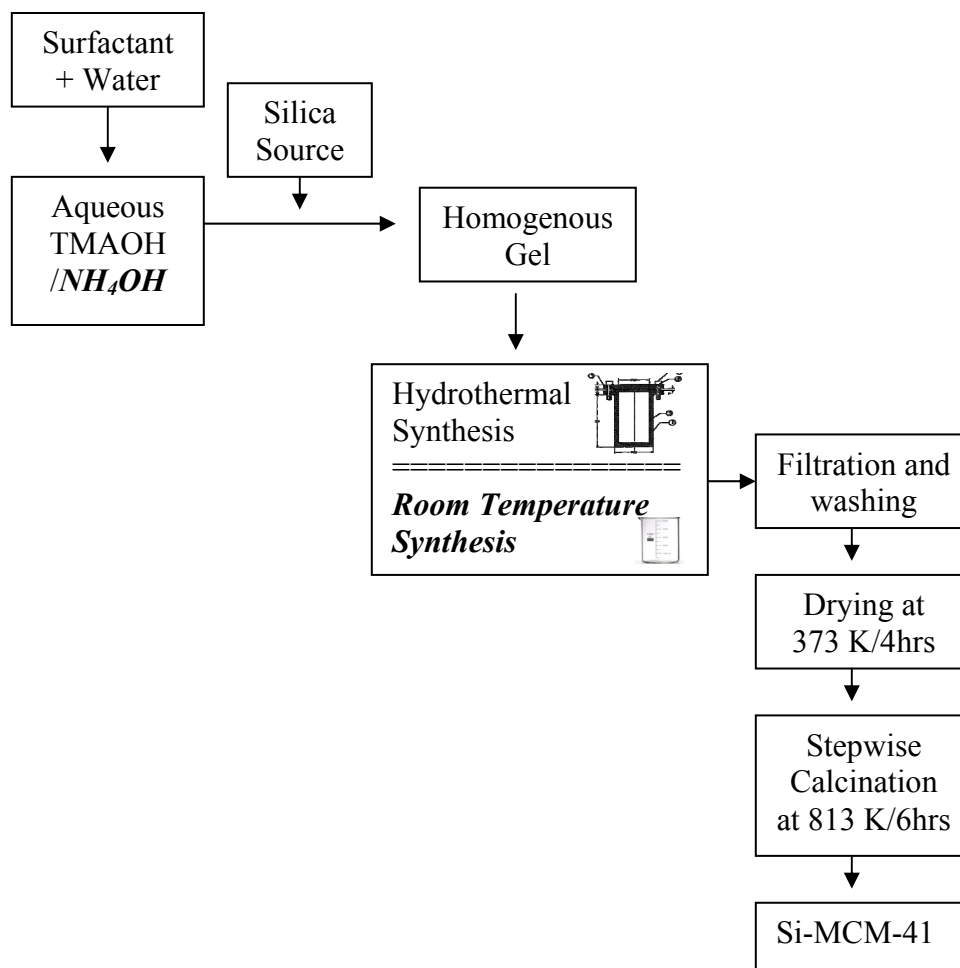 Surfactant
+ Water
Silica
Source
Aqueous
TMAOH
/NH₄OH
Homogenous
Gel
Hydrothermal
Synthesis
================
Room Temperature
Synthesis
Filtration and
washing
Drying at
373 K/4hrs
Stepwise
Calcination
at 813 K/6hrs
Si-MCM-41